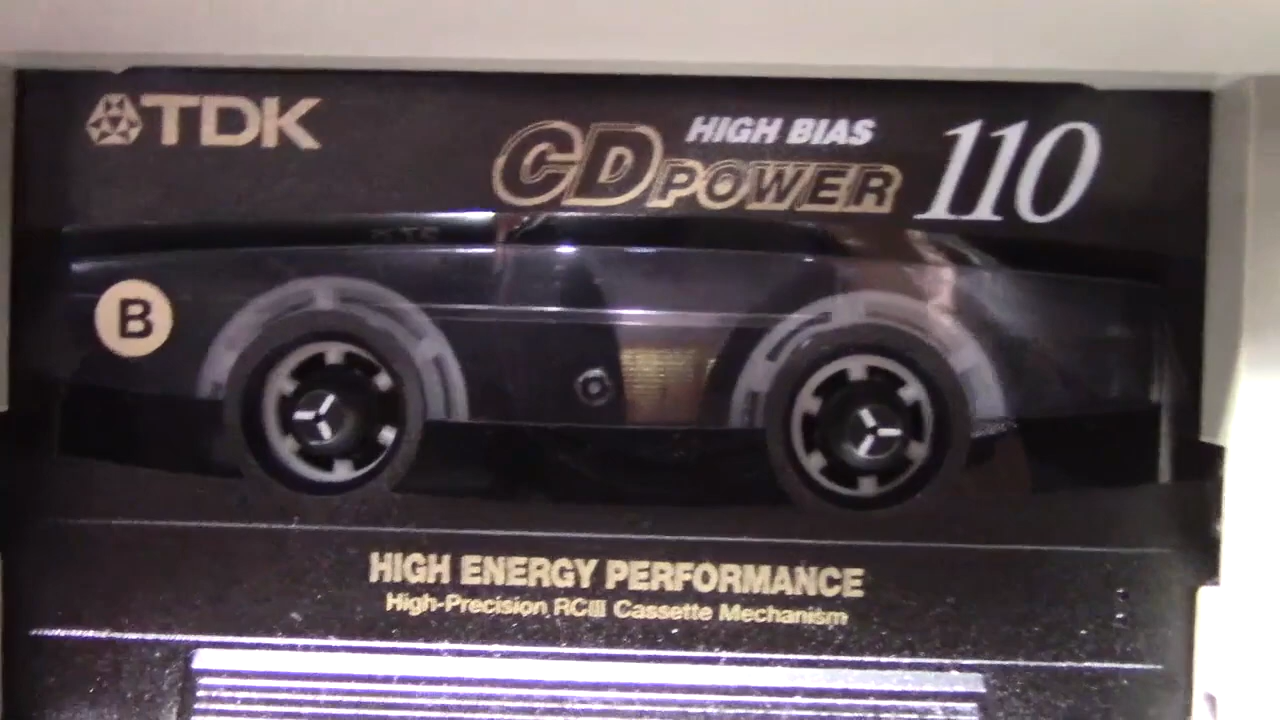 TDK
HIGH BIAS
CD POWER 110
B
HIGH ENERGY PERFORMANCE
High-Precision RCIII Cassette Mechanism